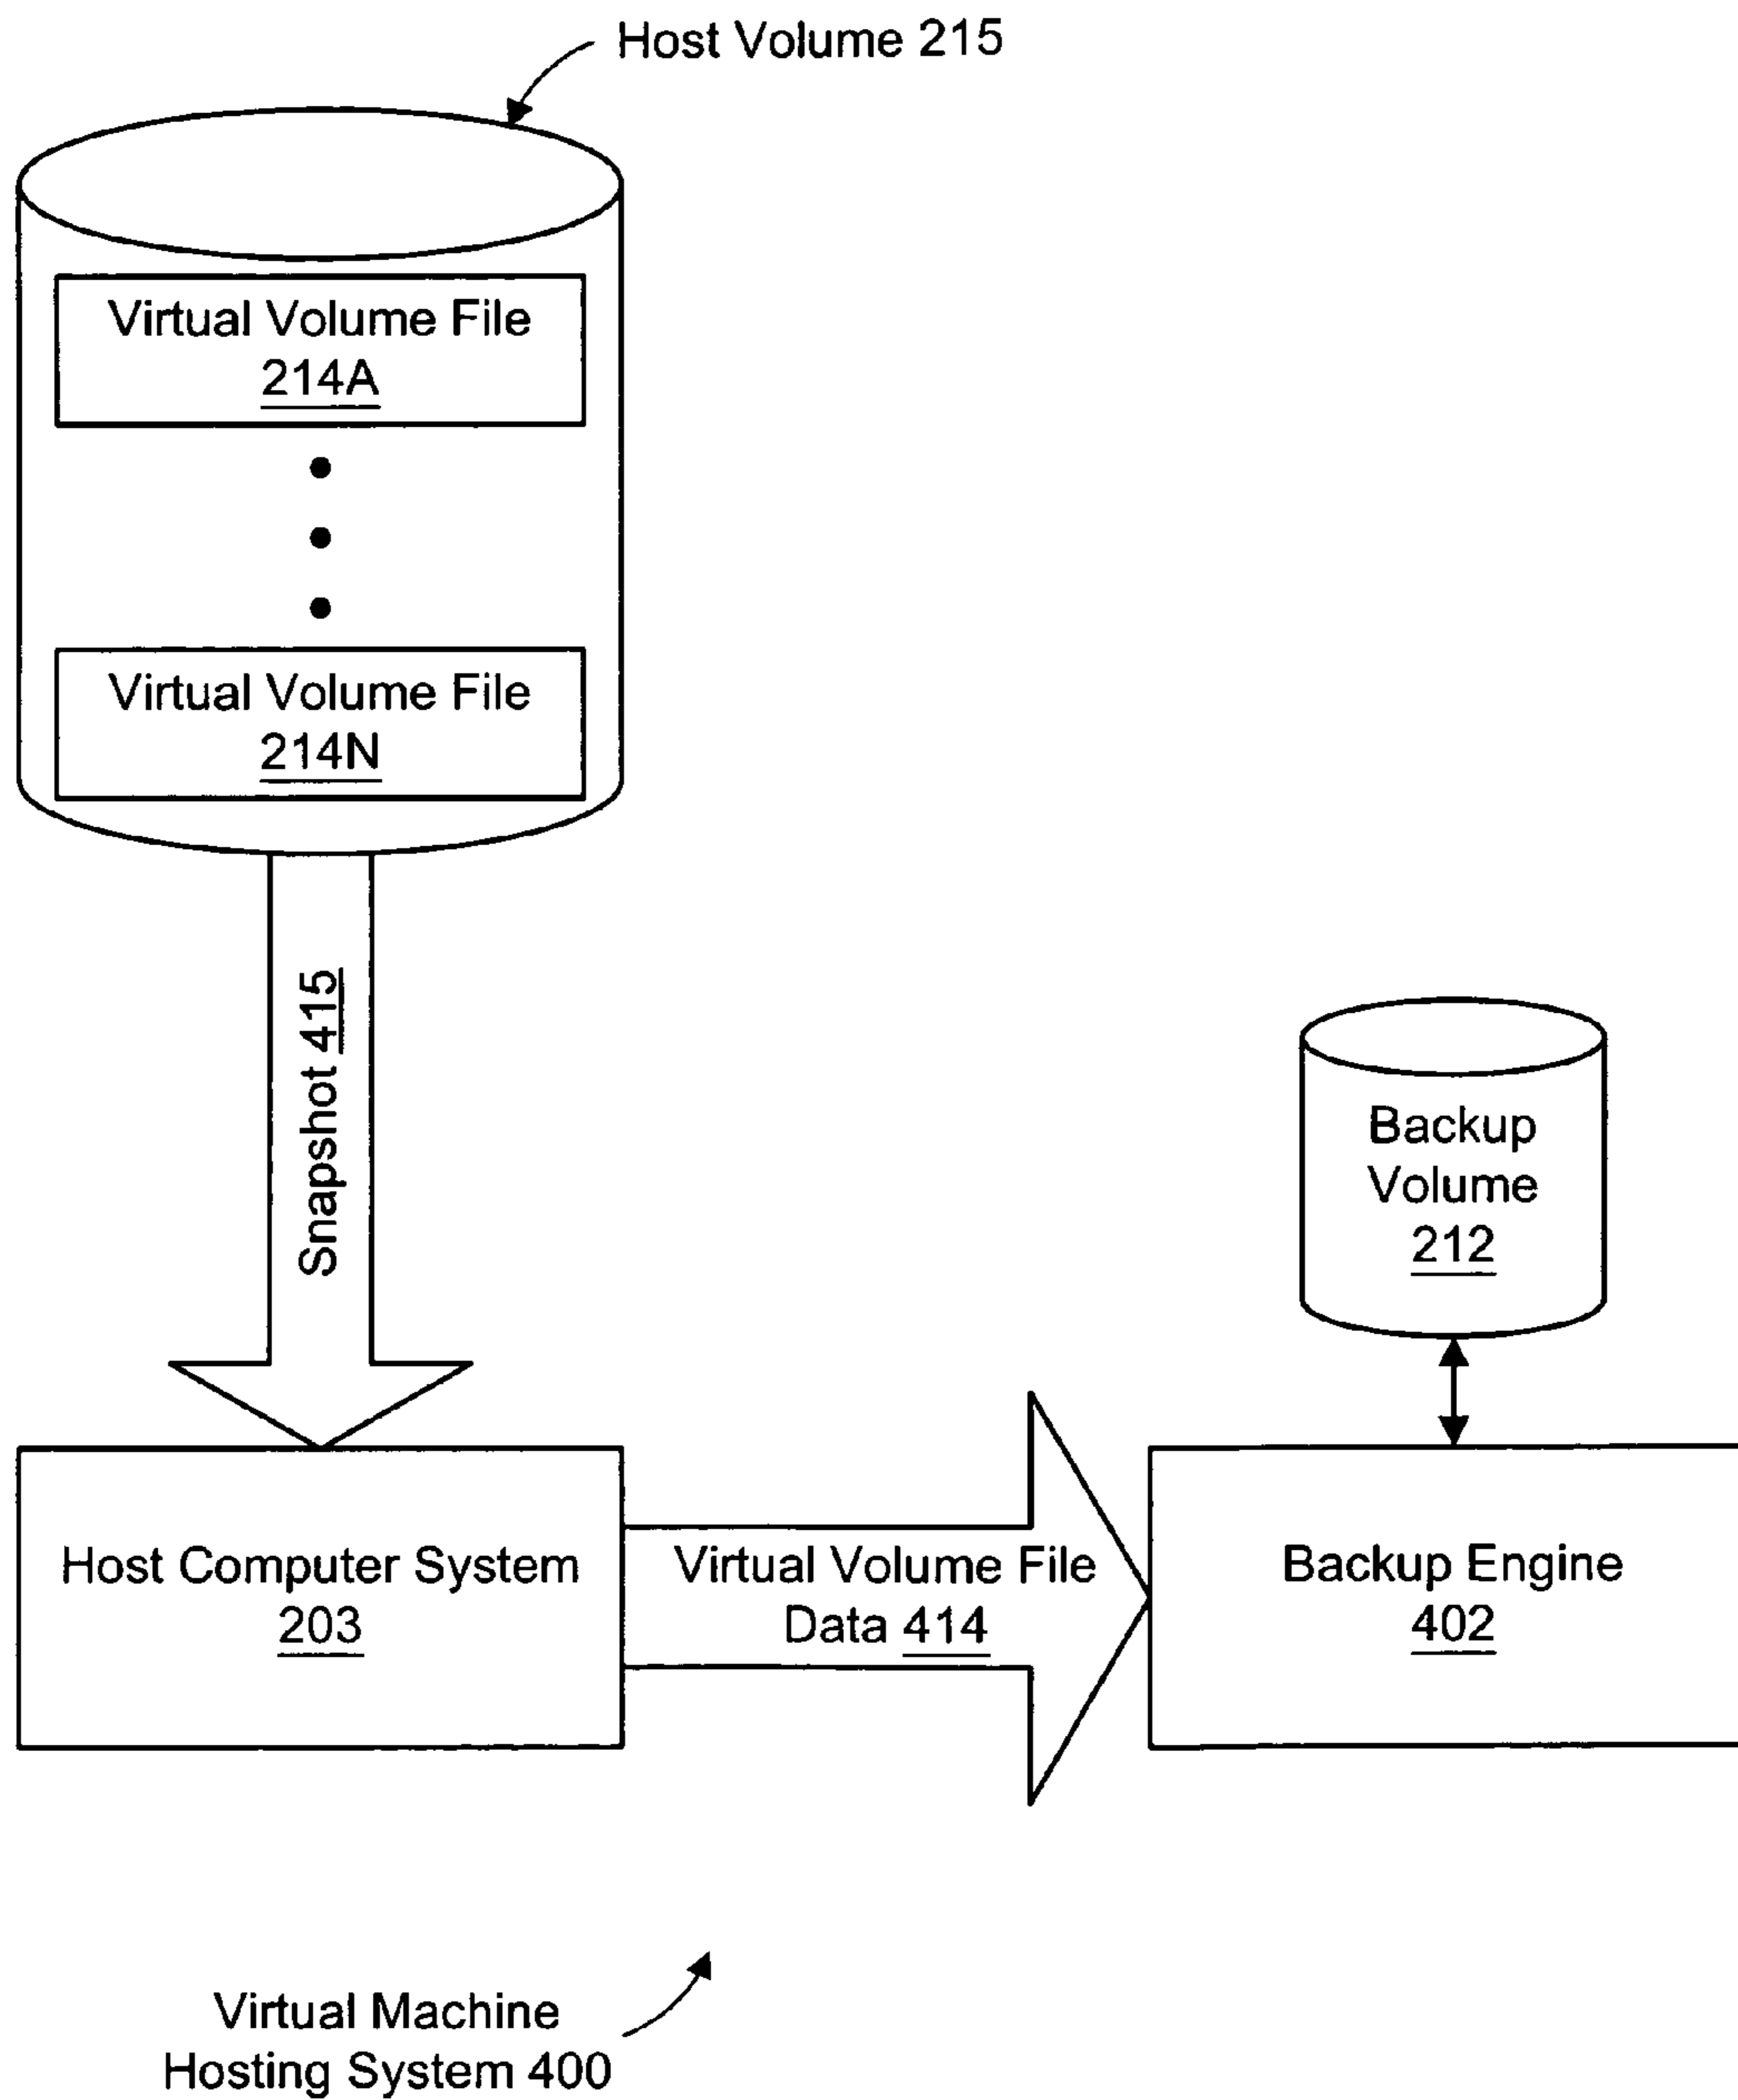 Host Volume 215
Virtual Volume File
214A
Virtual Volume File
214N
Snapshot 415
Backup
Volume
212
Host Computer System
203
Virtual Volume File
Data 414
Backup Engine
402
Virtual Machine
Hosting System 400